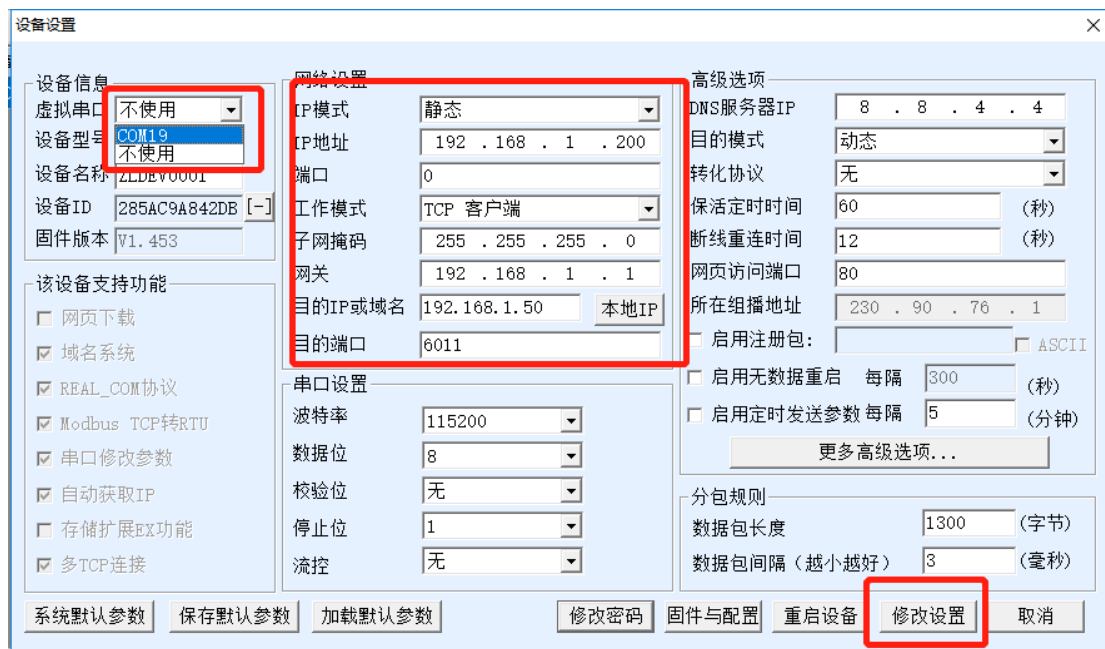 设备设置
设备信息
虚拟串口 不使用
COM19
不使用
设备型号
设备名称 ZLDEV0001
设备ID 285AC9A842DB [-]
固件版本 V1.453
该设备支持功能
网页下载
域名系统
REAL_COM协议
Modbus TCP转RTU
串口修改参数
自动获取IP
存储扩展EX功能
多TCP连接
网络设置
IP模式 静态
IP地址 192 . 168 . 1 . 200
端口 0
工作模式 TCP 客户端
子网掩码 255 . 255 . 255 . 0
网关 192 . 168 . 1 . 1
目的IP或域名 192.168.1.50 本地IP
目的端口 6011
串口设置
波特率 115200
数据位 8
校验位 无
停止位 1
流控 无
高级选项
DNS服务器IP 8 . 8 . 4 . 4
目的模式 动态
转化协议 无
保活定时时间 60 (秒)
断线重连时间 12 (秒)
网页访问端口 80
所在组播地址 230 . 90 . 76 . 1
启用注册包: ASCII
启用无数据重启 每隔 300 (秒)
启用定时发送参数 每隔 5 (分钟)
更多高级选项...
分包规则
数据包长度 1300 (字节)
数据包间隔（越小越好） 3 (毫秒)
系统默认参数 保存默认参数 加载默认参数 修改密码 固件与配置 重启设备 修改设置 取消